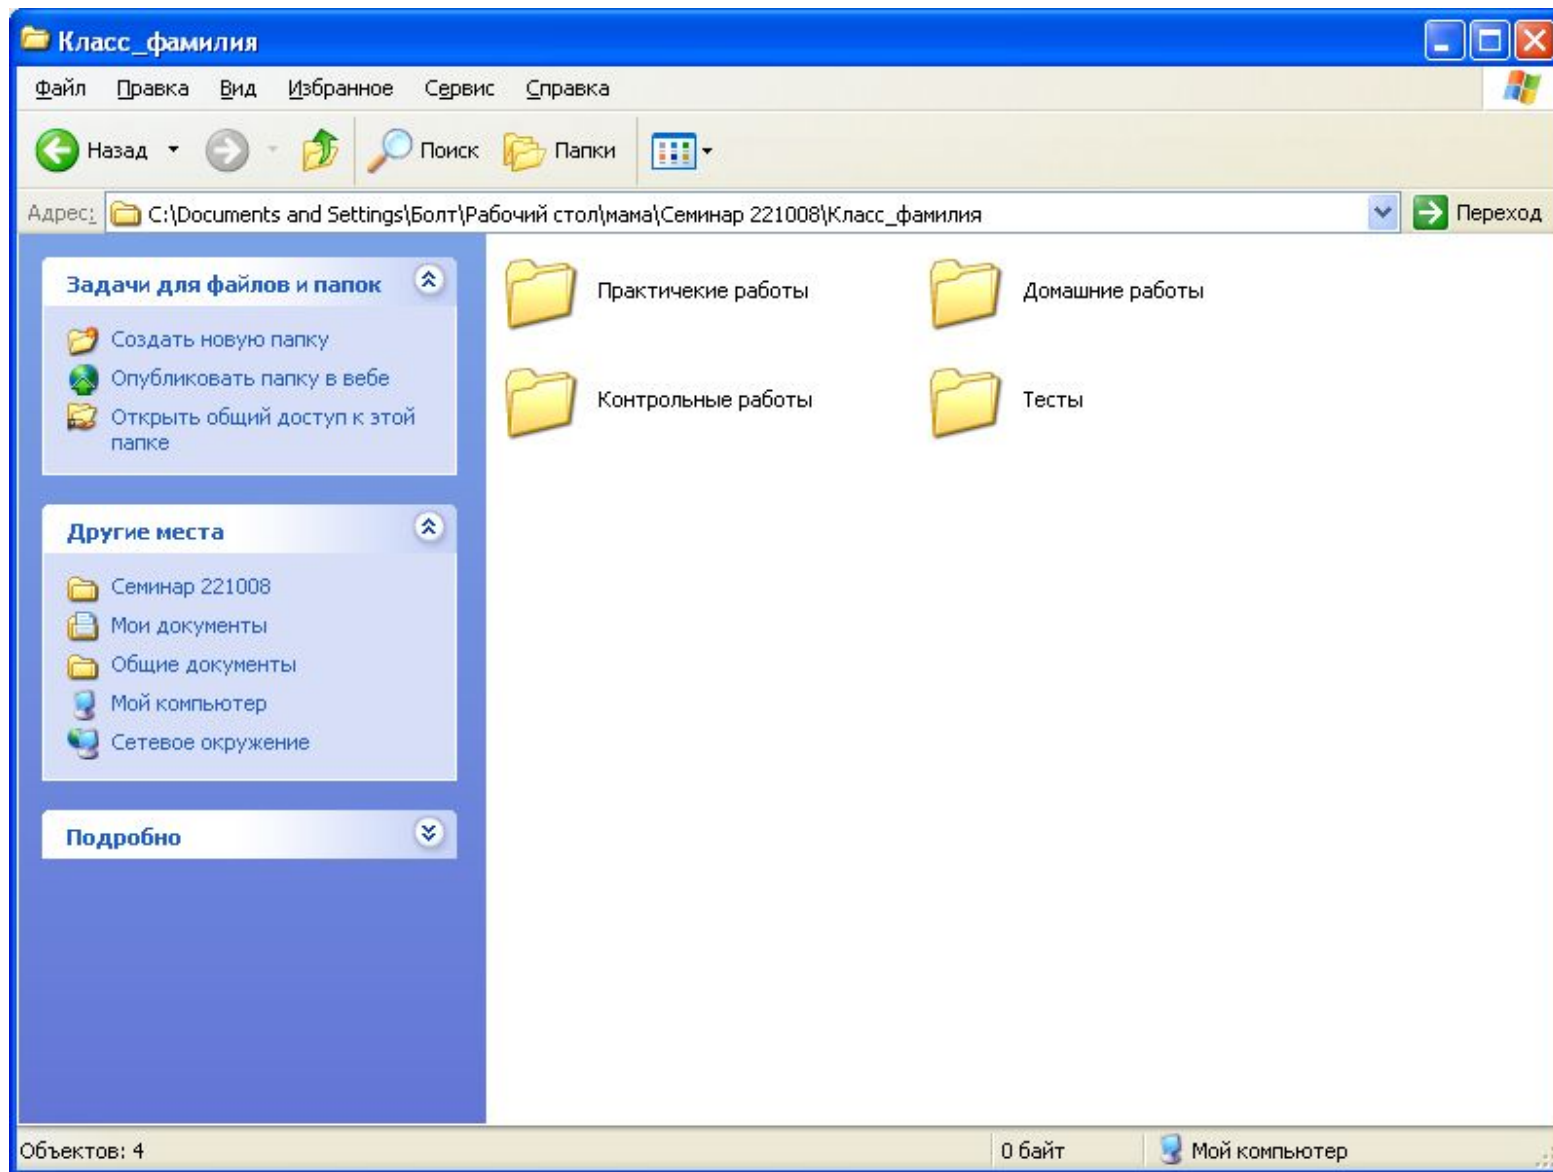 Класс_фамилия
Файл Правка Вид Избранное Сервис Справка
Назад Поиск Папки
Адрес: C:\Documents and Settings\Болт\Рабочий стол\мама\Семинар 221008\Класс_фамилия Переход
Задачи для файлов и папок
Создать новую папку
Опубликовать папку в вебе
Открыть общий доступ к этой
папке
Другие места
Семинар 221008
Мои документы
Общие документы
Мой компьютер
Сетевое окружение
Подробно
Практичекие работы Домашние работы
Контрольные работы Тесты
Объектов: 4 0 байт Мой компьютер